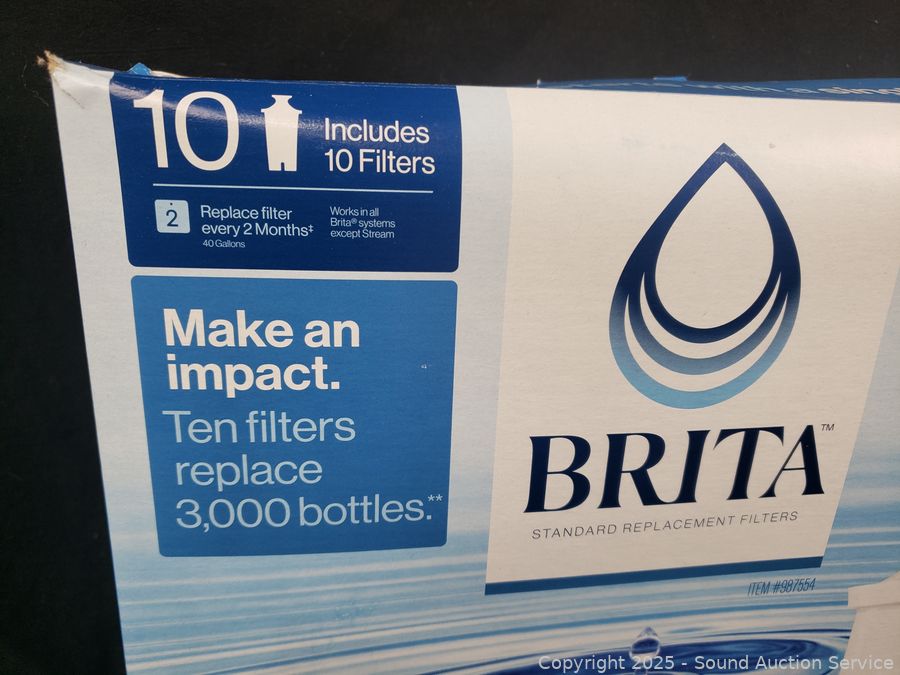 10
Includes
10 Filters
2
Replace filter
every 2 Months‡
40 Gallons
Works in all
Brita® systems
except Stream
Make an
impact.
Ten filters
replace
3,000 bottles.**
BRITA™
STANDARD REPLACEMENT FILTERS
ITEM #987554
with a
Copyright 2025 - Sound Auction Service